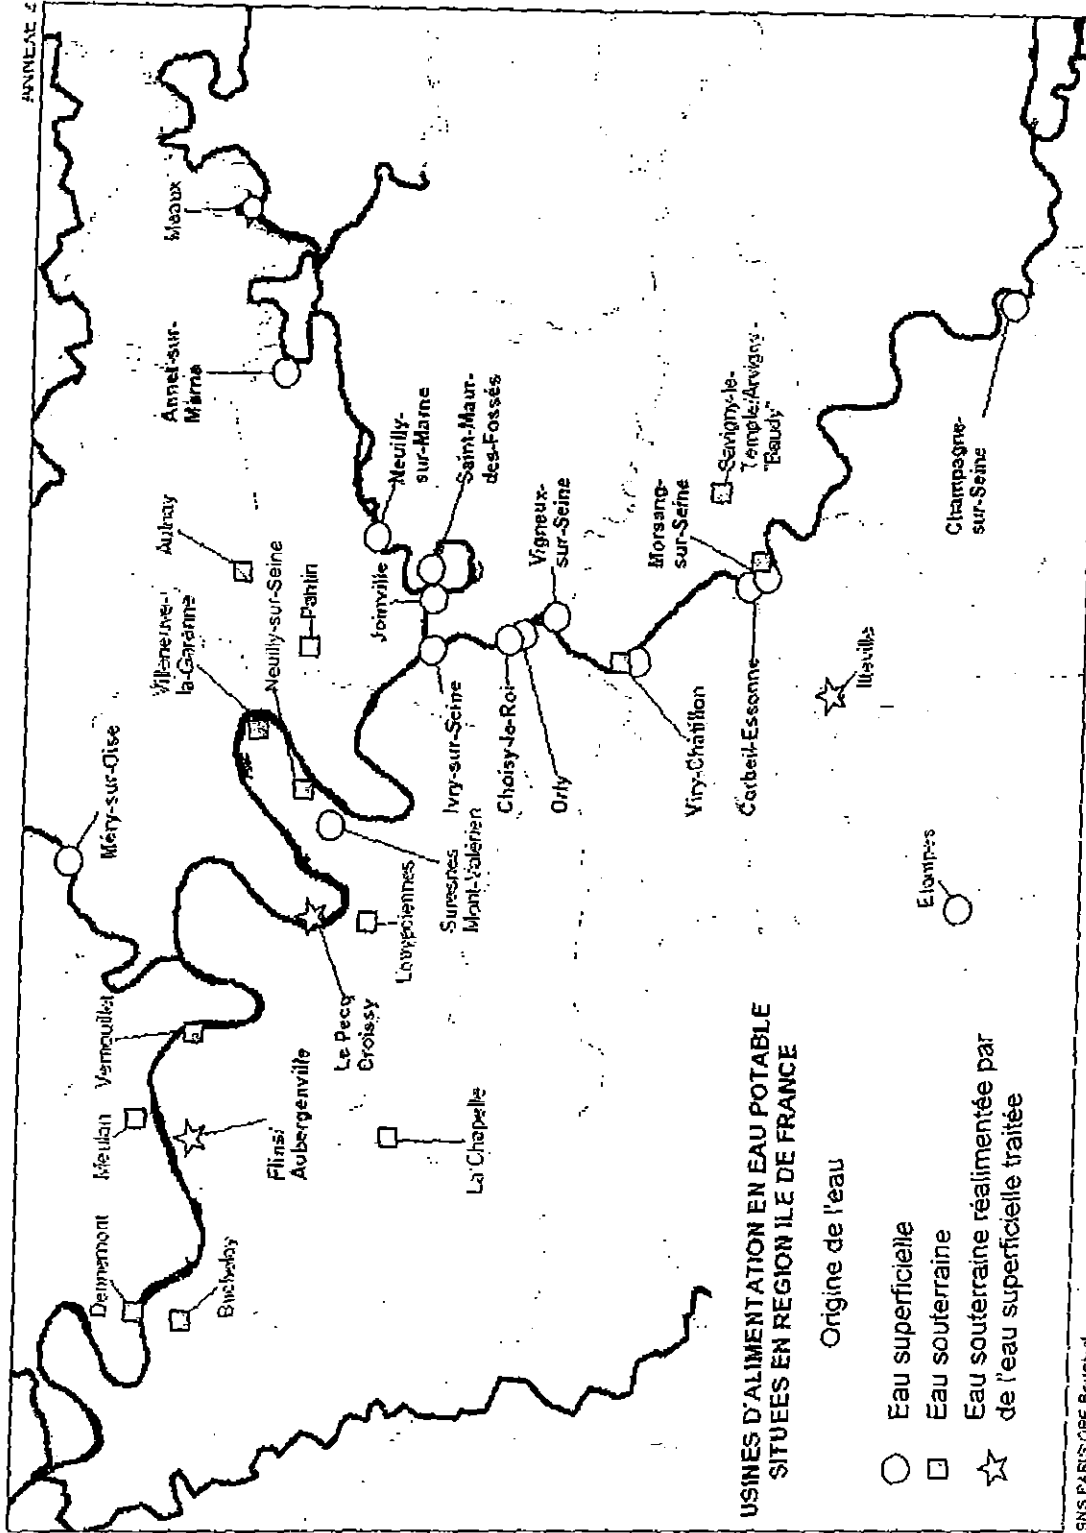 ANNEXE
Méry-sur-Oise
Villeneuve-
la-Garanne
Aulnay
Annet-sur-
Marne
Meaux
Neuilly-sur-Seine
Pantin
Dennemont
Meulan
Vernouillet
Buchelay
Flins/
Aubergenville
Le Pecq
Croissy
Louveciennes
Suresnes
Mont-Valérien
Joinville
Neuilly-
sur-Marne
Saint-Maur-
des-Fossés
La Chapelle
Ivry-sur-Seine
Choisy-le-Roi
Orly
Vigneux-
sur-Seine
Viry-Chatillon
Morsang-
sur-Seine
Savigny-le-
Temple/Arvigny-
"Baudy"
Corbeil-Essonne
Itteville
Etampes
Champagne-
sur-Seine
USINES D'ALIMENTATION EN EAU POTABLE
SITUEES EN REGION ILE DE FRANCE
Origine de l'eau
Eau superficielle
Eau souterraine
Eau souterraine réalimentée par
de l'eau superficielle traitée
PARIS